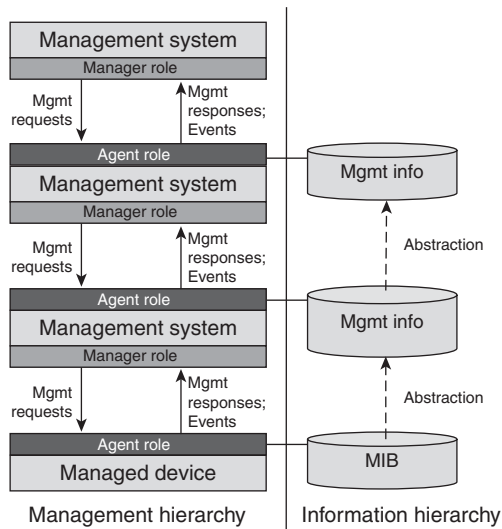 Management system
Manager role
Mgmt
requests
Mgmt
responses;
Events
Agent role
Management system
Manager role
Mgmt info
Mgmt
requests
Mgmt
responses;
Events
Abstraction
Agent role
Management system
Manager role
Mgmt info
Mgmt
requests
Mgmt
responses;
Events
Abstraction
Agent role
Managed device
MIB
Management hierarchy
Information hierarchy